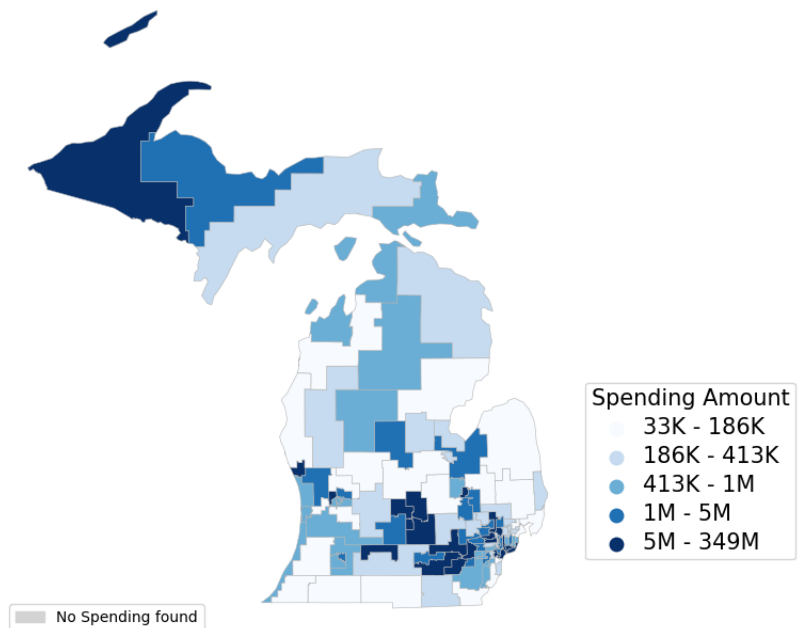 Spending Amount
33K - 186K
186K - 413K
413K - 1M
1M - 5M
5M - 349M
No Spending found